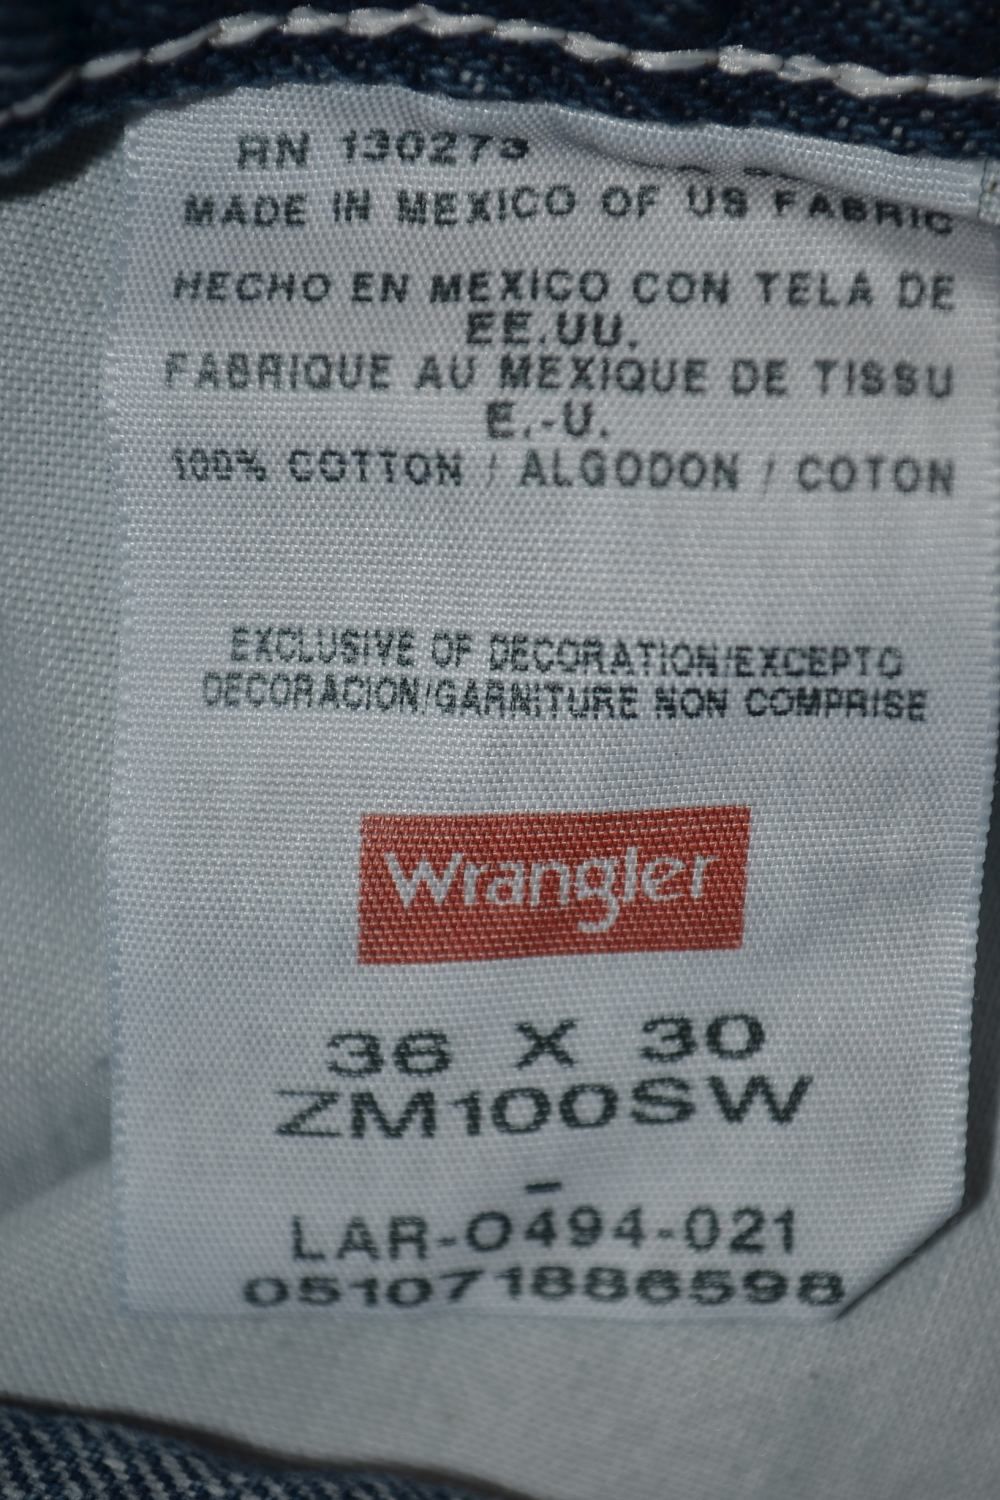 RN 130273
MADE IN MEXICO OF US FABRIC
HECHO EN MEXICO CON TELA DE
EE.UU.
FABRIQUE AU MEXIQUE DE TISSU
E.-U.
100% COTTON / ALGODON / COTON
EXCLUSIVE OF DECORATION/EXCEPTO
DECORACION/GARNITURE NON COMPRISE
Wrangler
36 X 30
ZM100SW
-
LAR-0494-021
051071886598